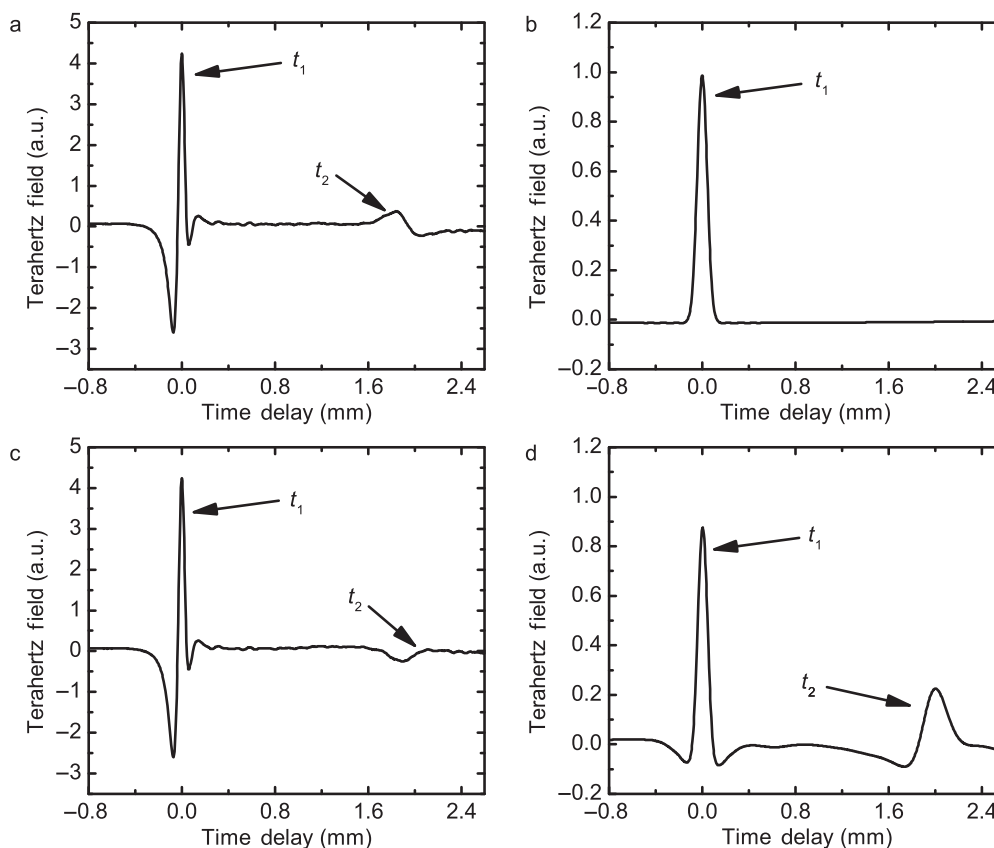 a
Terahertz field (a.u.)
5
4
3
2
1
0
–1
–2
–3
t1
t2
–0.8 0.0 0.8 1.6 2.4
Time delay (mm)
b
Terahertz field (a.u.)
1.2
1.0
0.8
0.6
0.4
0.2
0.0
–0.2
t1
–0.8 0.0 0.8 1.6 2.4
Time delay (mm)
c
Terahertz field (a.u.)
5
4
3
2
1
0
–1
–2
–3
t1
t2
–0.8 0.0 0.8 1.6 2.4
Time delay (mm)
d
Terahertz field (a.u.)
1.2
1.0
0.8
0.6
0.4
0.2
0.0
–0.2
t1
t2
–0.8 0.0 0.8 1.6 2.4
Time delay (mm)